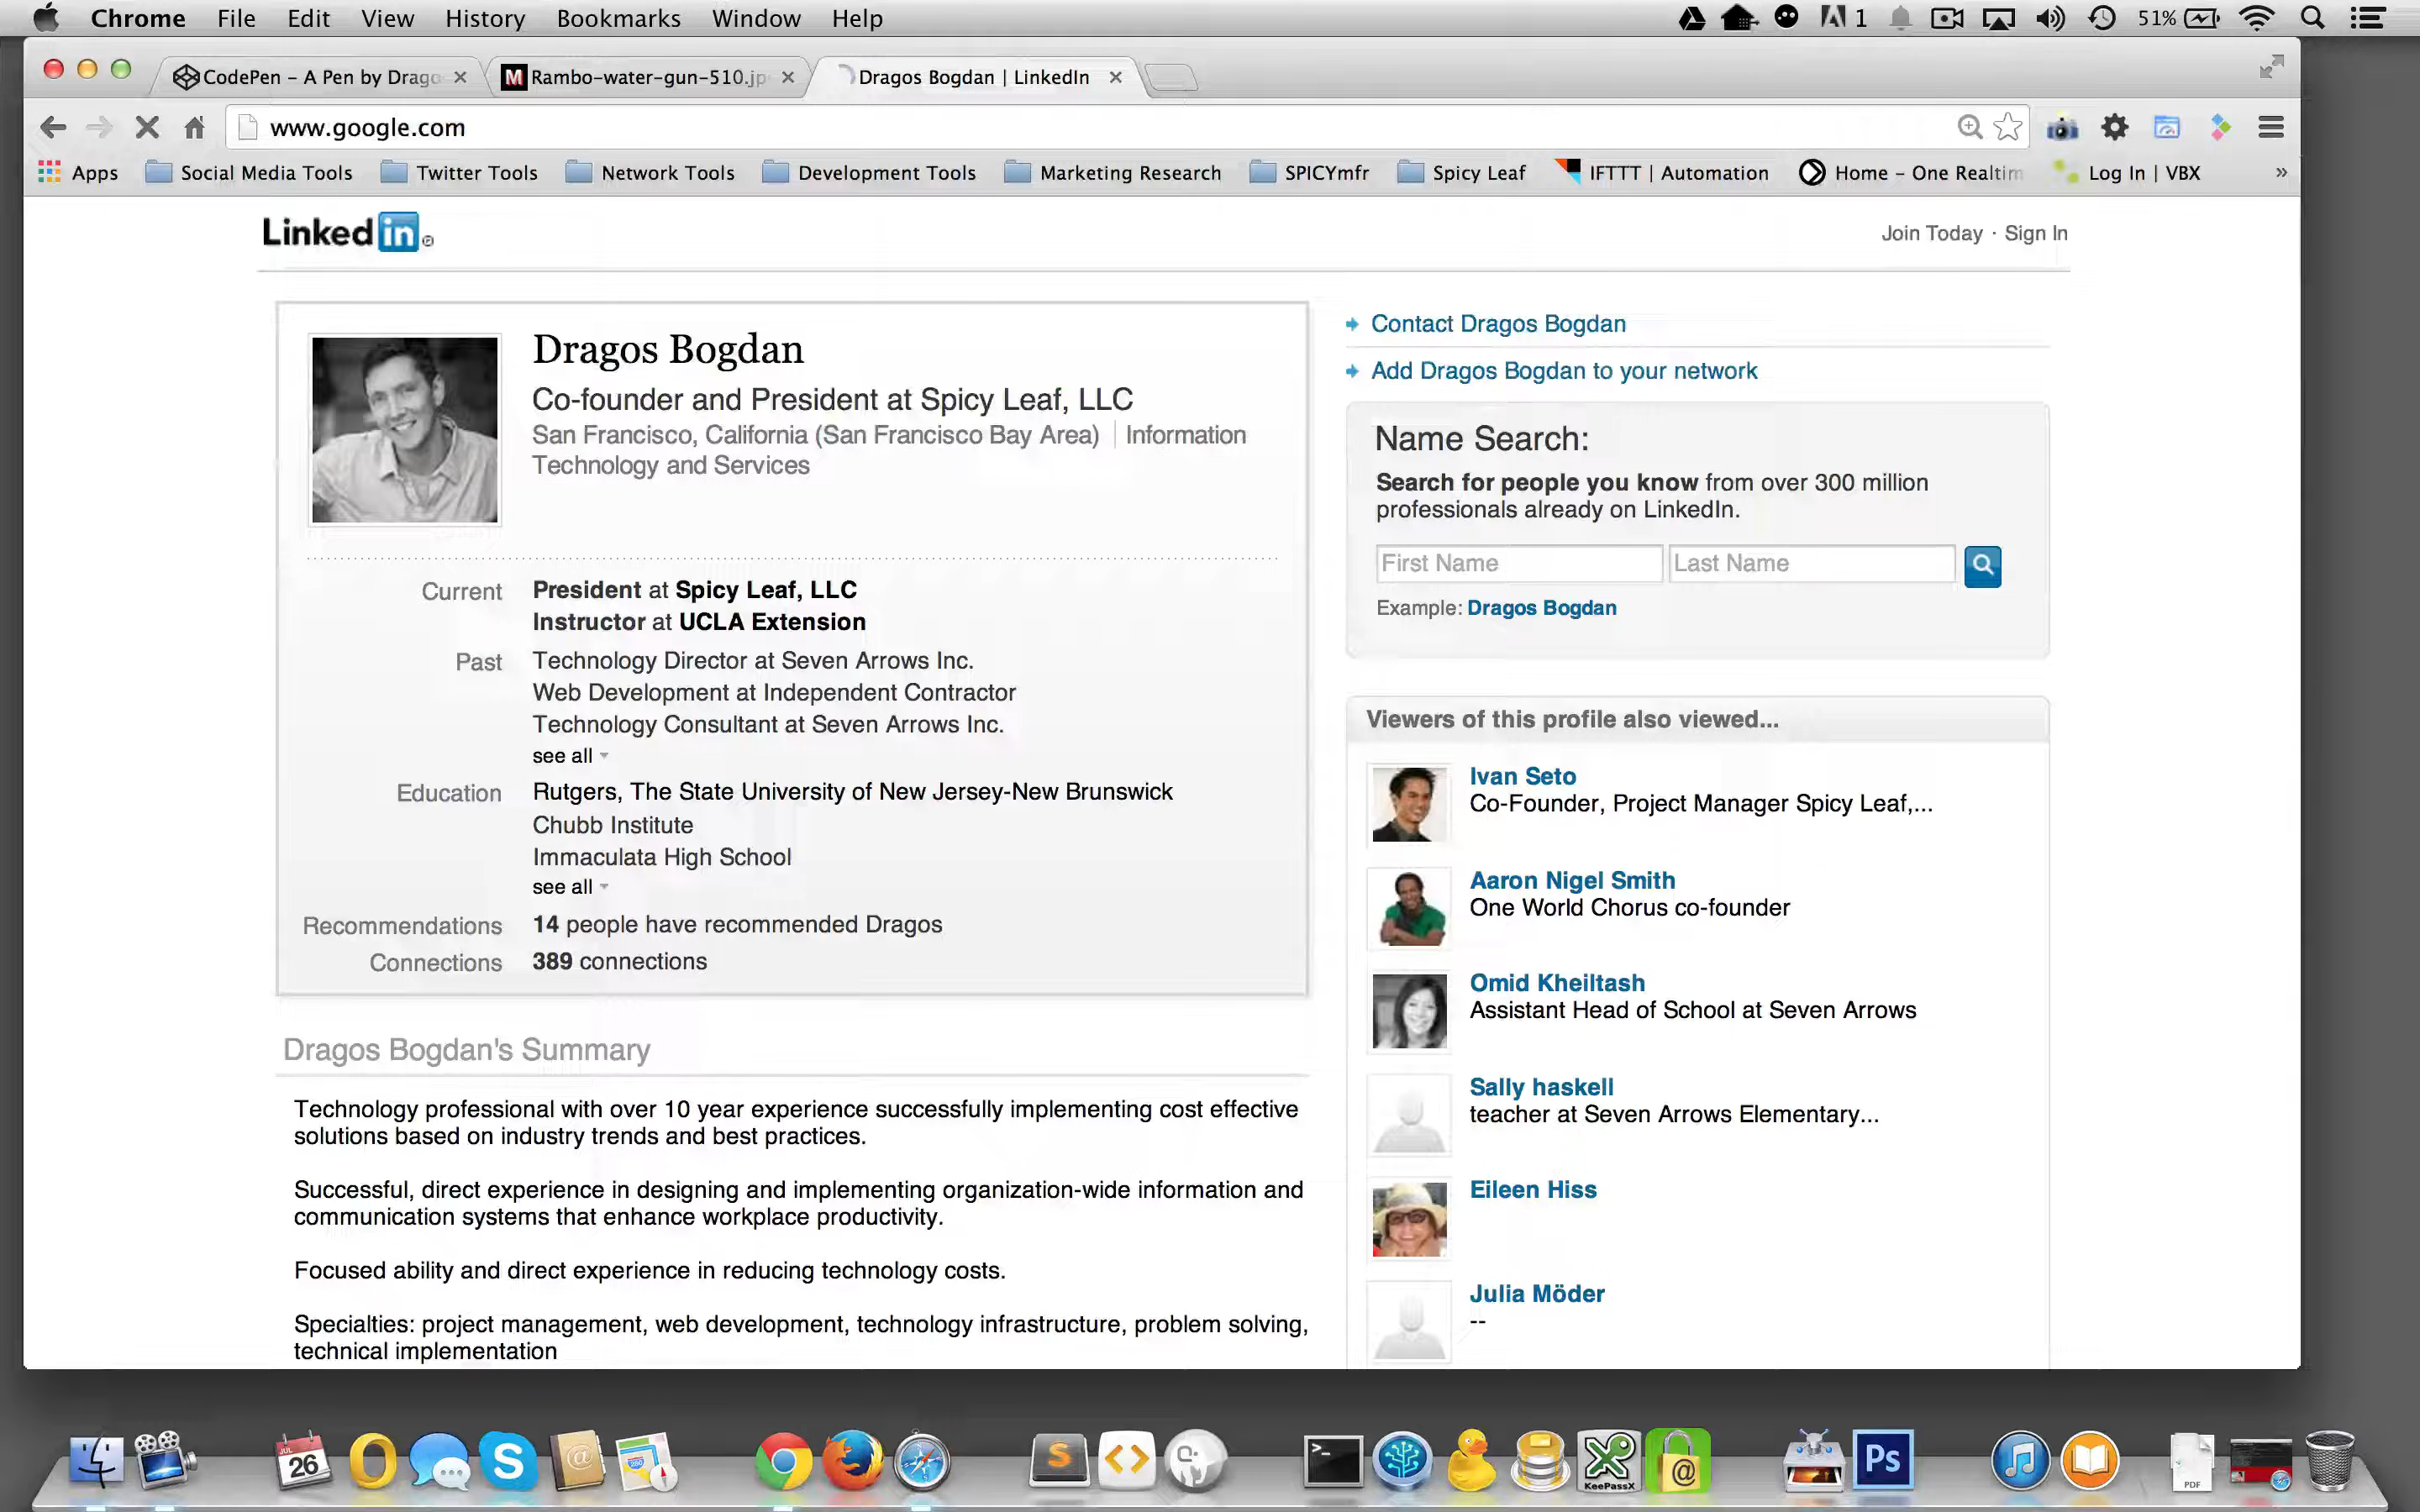 Chrome File Edit View History Bookmarks Window Help 1 51%
CodePen - A Pen by Drago
Rambo-water-gun-510.jp
Dragos Bogdan | LinkedIn
www.google.com
Apps Social Media Tools Twitter Tools Network Tools Development Tools Marketing Research SPICYmfr Spicy Leaf IFTTT | Automation Home - One Realtim Log In | VBX »
Linked in ®
Join Today · Sign In
Dragos Bogdan
Co-founder and President at Spicy Leaf, LLC
San Francisco, California (San Francisco Bay Area) | Information
Technology and Services
Current President at Spicy Leaf, LLC
Instructor at UCLA Extension
Past Technology Director at Seven Arrows Inc.
Web Development at Independent Contractor
Technology Consultant at Seven Arrows Inc.
see all
Education Rutgers, The State University of New Jersey-New Brunswick
Chubb Institute
Immaculata High School
see all
Recommendations 14 people have recommended Dragos
Connections 389 connections
Dragos Bogdan's Summary
Technology professional with over 10 year experience successfully implementing cost effective
solutions based on industry trends and best practices.
Successful, direct experience in designing and implementing organization-wide information and
communication systems that enhance workplace productivity.
Focused ability and direct experience in reducing technology costs.
Specialties: project management, web development, technology infrastructure, problem solving,
technical implementation
Contact Dragos Bogdan
Add Dragos Bogdan to your network
Name Search:
Search for people you know from over 300 million
professionals already on LinkedIn.
First Name Last Name
Example: Dragos Bogdan
Viewers of this profile also viewed...
Ivan Seto
Co-Founder, Project Manager Spicy Leaf,...
Aaron Nigel Smith
One World Chorus co-founder
Omid Kheiltash
Assistant Head of School at Seven Arrows
Sally haskell
teacher at Seven Arrows Elementary...
Eileen Hiss
Julia Möder
--
JUL
26
S
S
>_
KeePassX
@
Ps
PDF